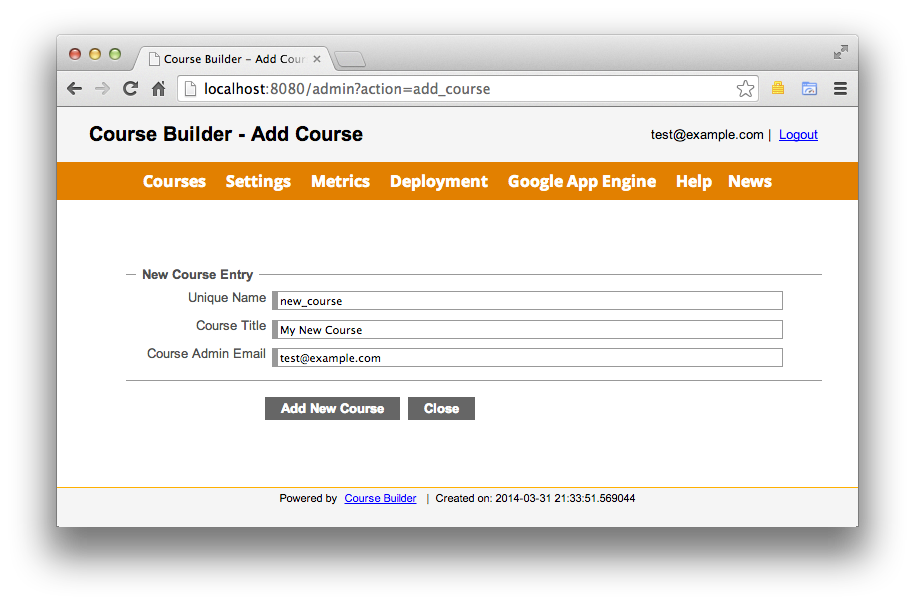 Course Builder – Add Cour
localhost:8080/admin?action=add_course
Course Builder - Add Course
test@example.com | Logout
Courses Settings Metrics Deployment Google App Engine Help News
New Course Entry
Unique Name new_course
Course Title My New Course
Course Admin Email test@example.com
Add New Course Close
Powered by Course Builder | Created on: 2014-03-31 21:33:51.569044